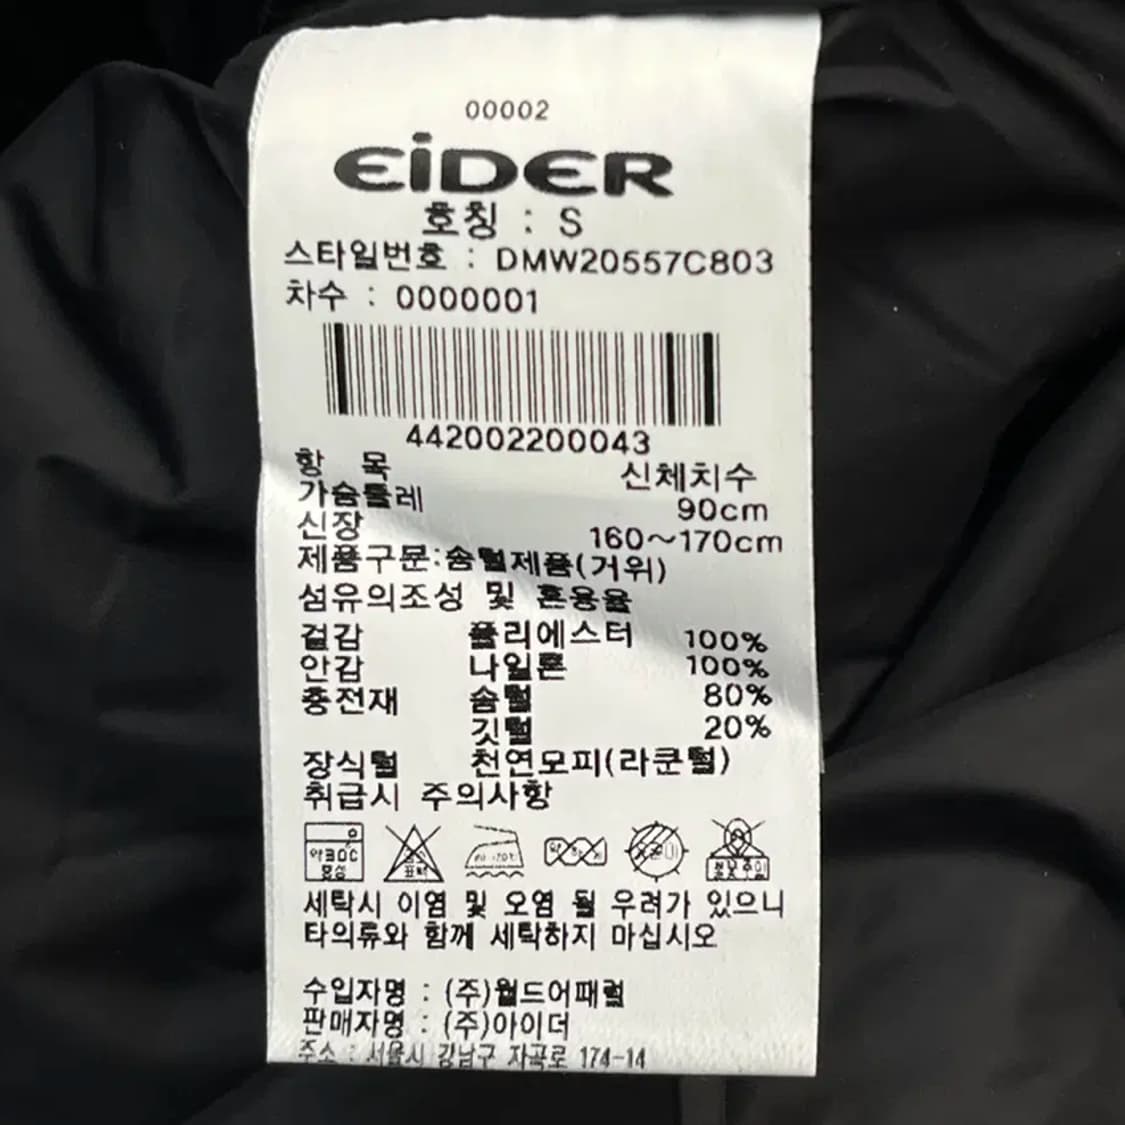 00002
EiDER
호칭 : S
스타일번호 : DMW20557C803
차수 : 0000001
442002200043
항 목 신체치수
가슴둘레 90cm
신장 160~170cm
제품구분:솜털제품(거위)
섬유의조성 및 혼용율
겉감 폴리에스터 100%
안감 나일론 100%
충전재 솜털 80%
깃털 20%
장식털 천연모피(라쿤털)
취급시 주의사항
약30℃
중성
세탁시 이염 및 오염 될 우려가 있으니
타의류와 함께 세탁하지 마십시오
수입자명 : (주)월드어패럴
판매자명 : (주)아이더
주소 : 서울시 강남구 자곡로 174-14